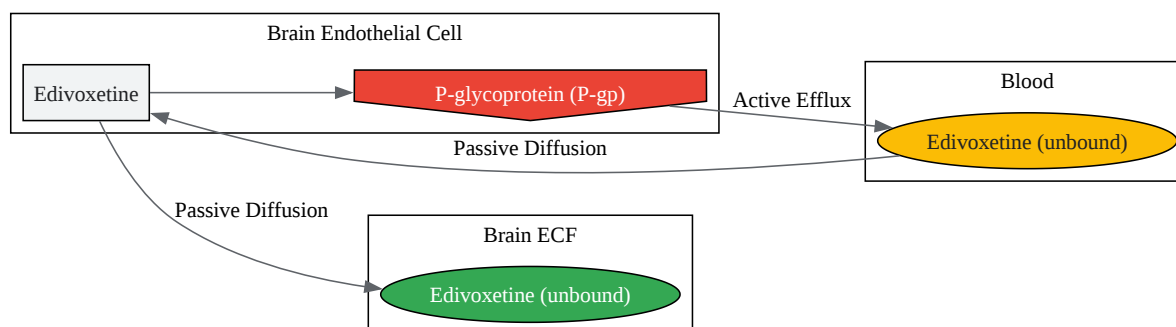 Brain Endothelial Cell
Edivoxetine
P-glycoprotein (P-gp)
Active Efflux
Blood
Edivoxetine (unbound)
Passive Diffusion
Passive Diffusion
Brain ECF
Edivoxetine (unbound)